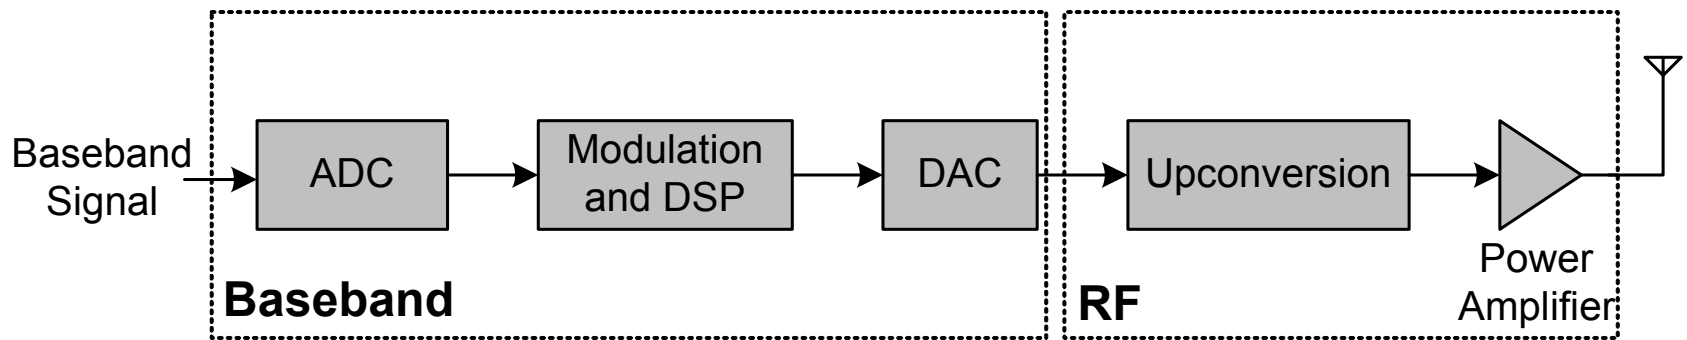 Baseband
Signal
ADC
Modulation
and DSP
DAC
Upconversion
Power
Amplifier
Baseband
RF